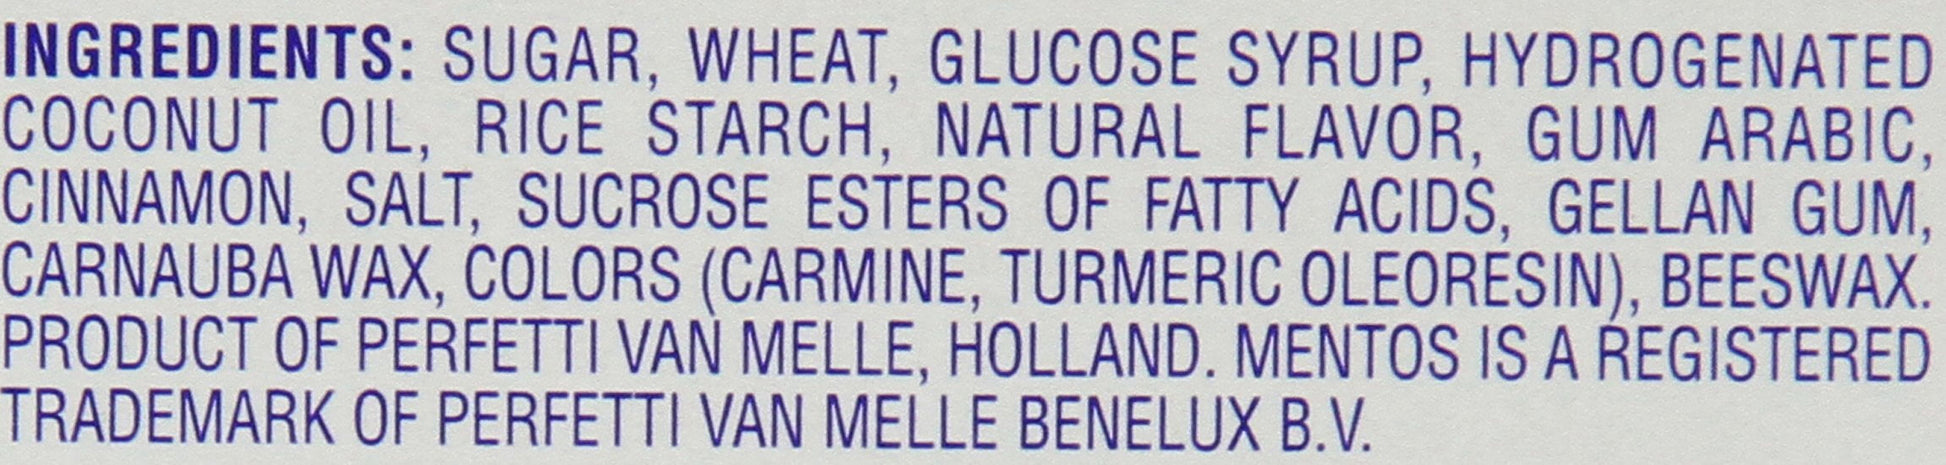 INGREDIENTS: SUGAR, WHEAT, GLUCOSE SYRUP, HYDROGENATED
COCONUT OIL, RICE STARCH, NATURAL FLAVOR, GUM ARABIC,
CINNAMON, SALT, SUCROSE ESTERS OF FATTY ACIDS, GELLAN GUM,
CARNAUBA WAX, COLORS (CARMINE, TURMERIC OLEORESIN), BEESWAX.
PRODUCT OF PERFETTI VAN MELLE, HOLLAND. MENTOS IS A REGISTERED
TRADEMARK OF PERFETTI VAN MELLE BENELUX B.V.